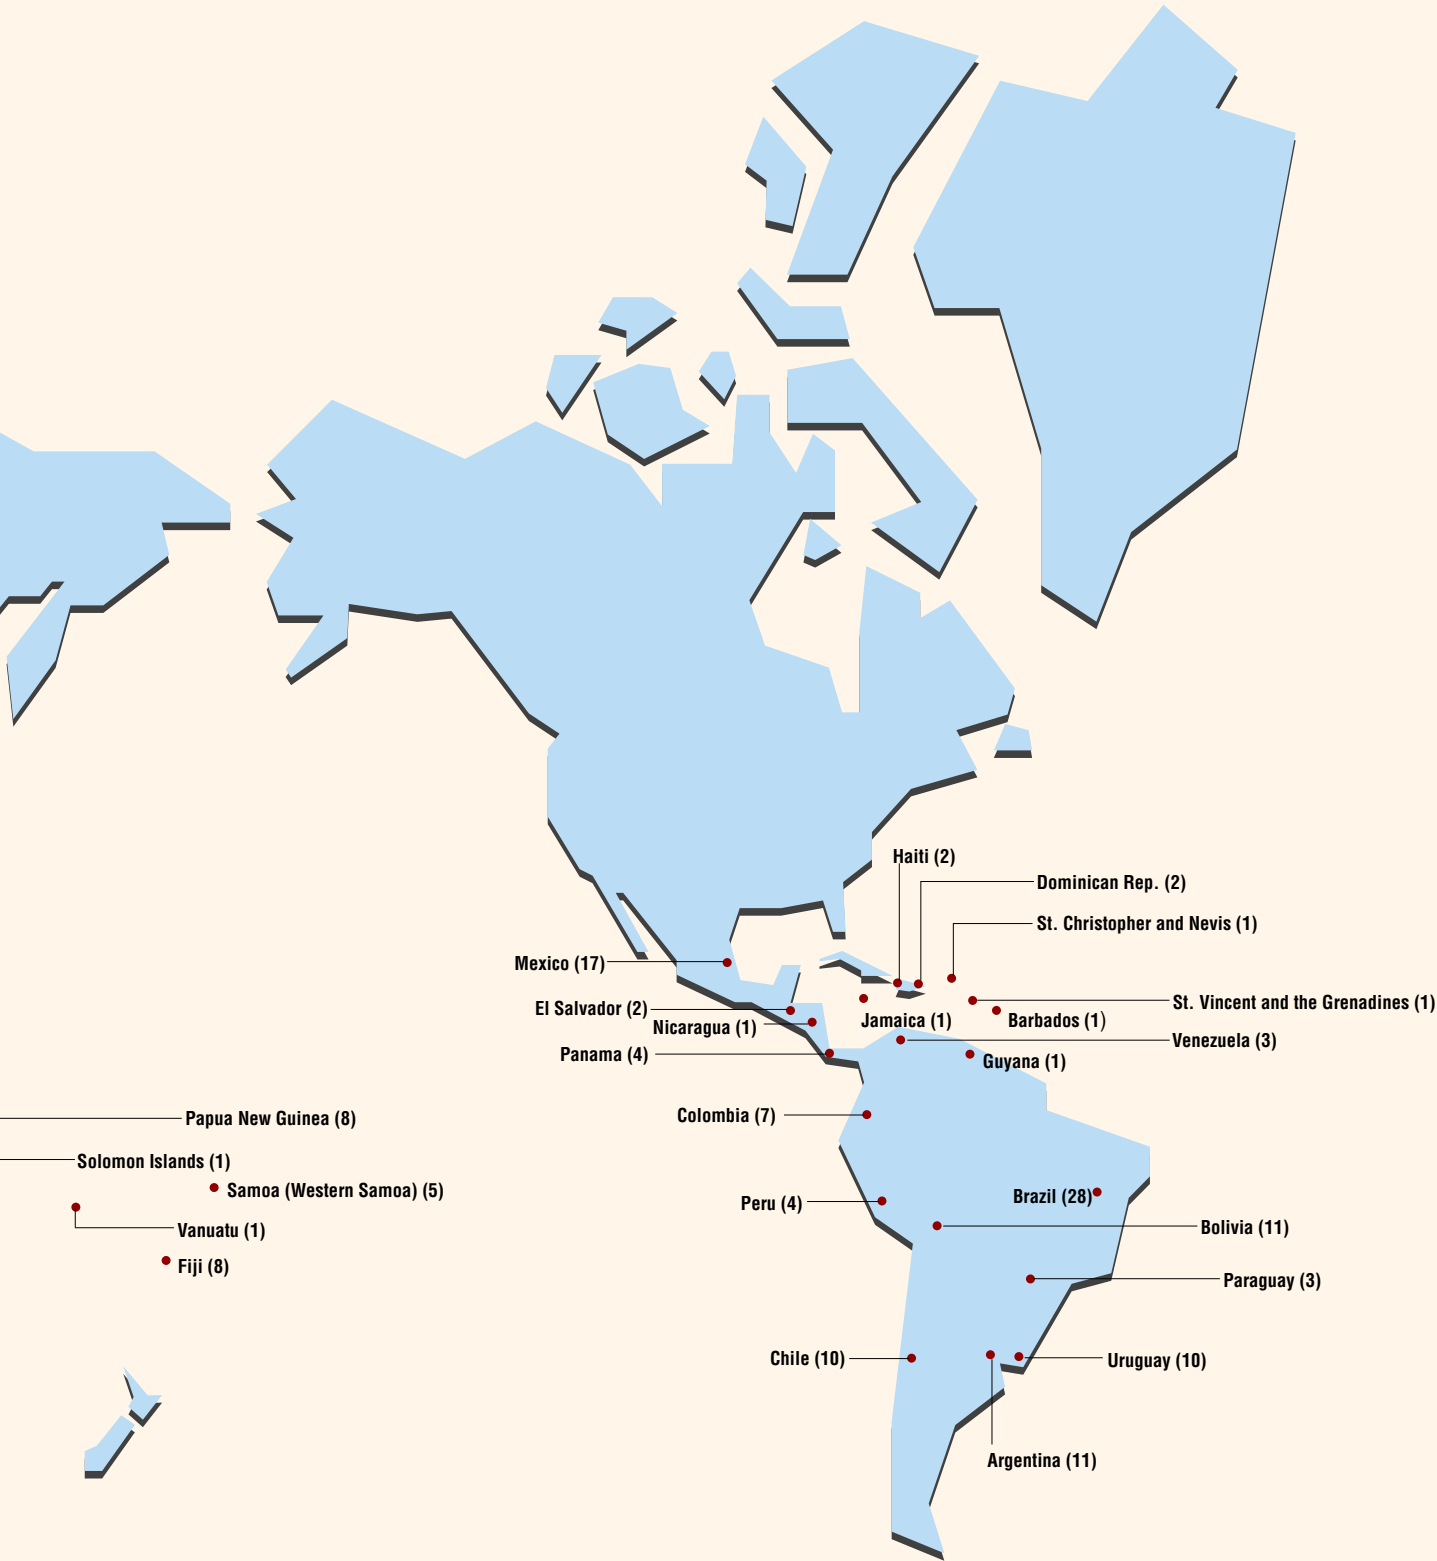 Haiti (2)
Dominican Rep. (2)
St. Christopher and Nevis (1)
Mexico (17)
St. Vincent and the Grenadines (1)
El Salvador (2)
Jamaica (1)
Barbados (1)
Nicaragua (1)
Venezuela (3)
Panama (4)
Guyana (1)
Colombia (7)
Papua New Guinea (8)
Solomon Islands (1)
Samoa (Western Samoa) (5)
Brazil (28)
Peru (4)
Bolivia (11)
Vanuatu (1)
Fiji (8)
Paraguay (3)
Chile (10)
Uruguay (10)
Argentina (11)